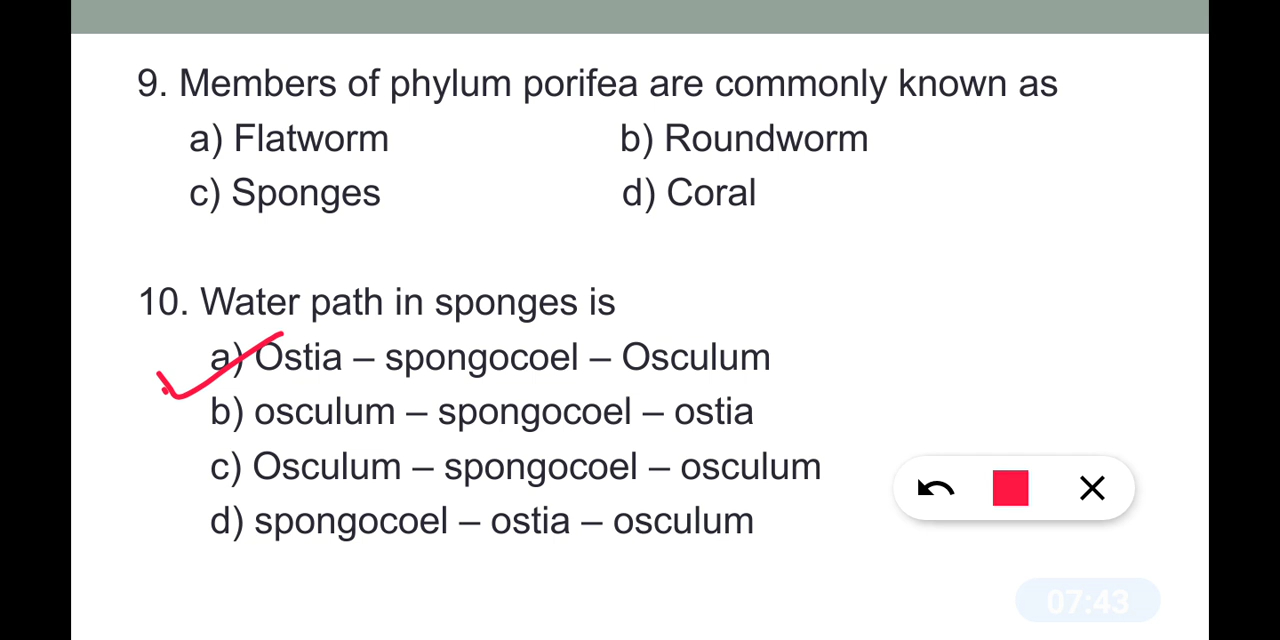 9. Members of phylum porifea are commonly known as
a) Flatworm b) Roundworm
c) Sponges d) Coral
10. Water path in sponges is
a) Ostia – spongocoel – Osculum
b) osculum – spongocoel – ostia
c) Osculum – spongocoel – osculum
d) spongocoel – ostia – osculum
07:43